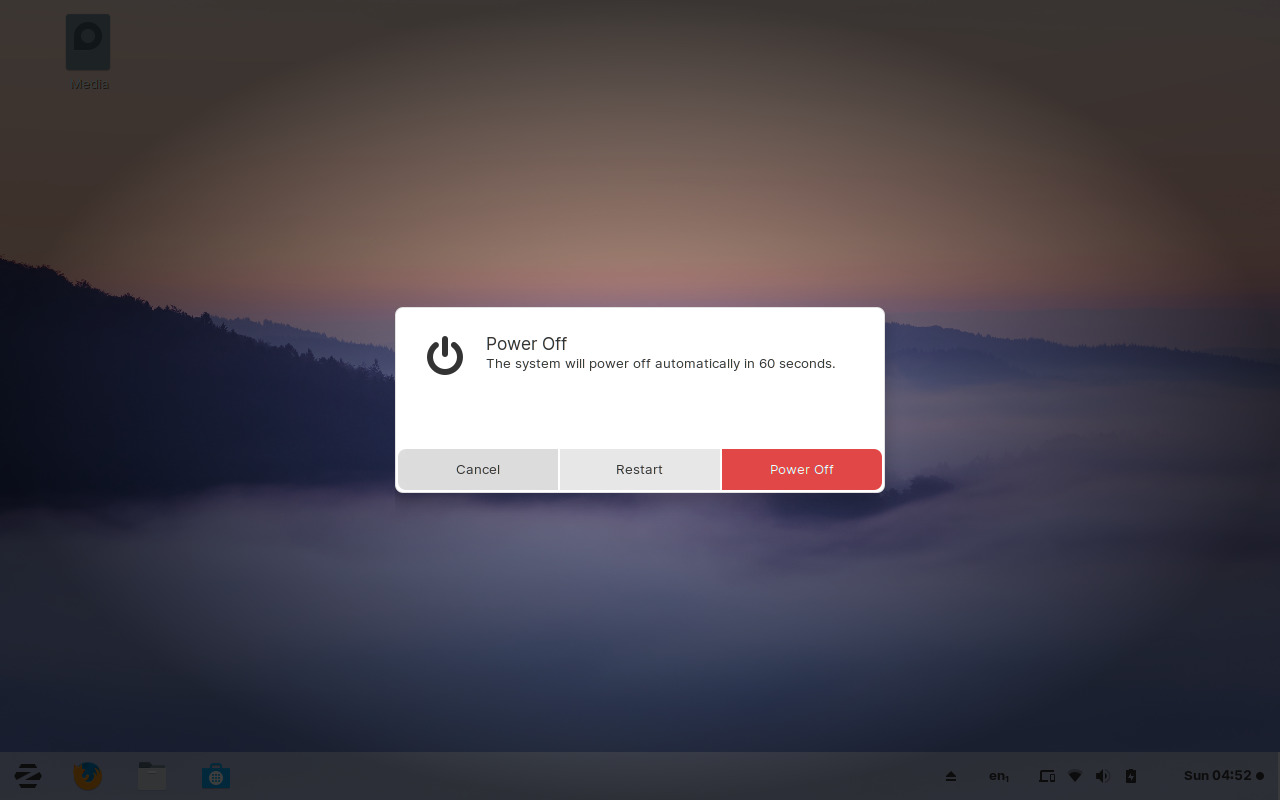 Media
Power Off
The system will power off automatically in 60 seconds.
Cancel
Restart
Power Off
en₁
Sun 04:52